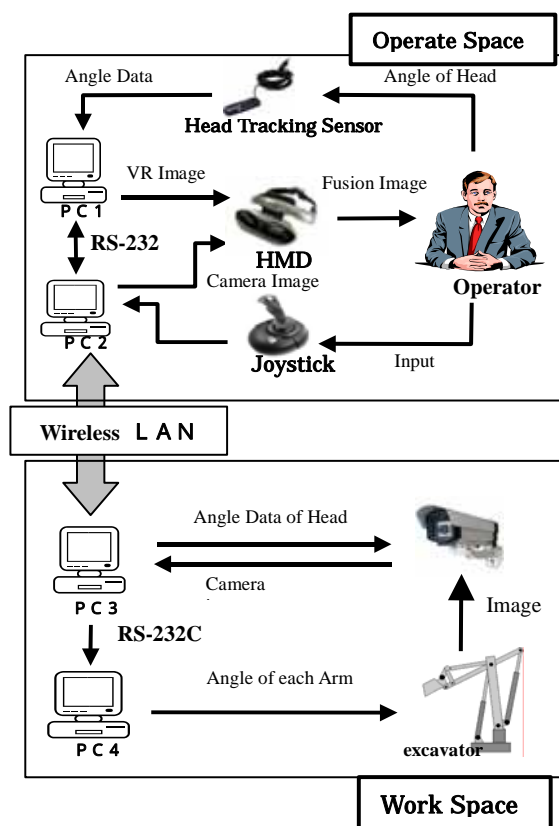 Operate Space
Angle Data
Angle of Head
Head Tracking Sensor
VR Image
Fusion Image
PC1
RS-232
HMD
Camera Image
Operator
PC2
Joystick
Input
Wireless LAN
Angle Data of Head
Camera
PC3
Image
RS-232C
Angle of each Arm
excavator
PC4
Work Space